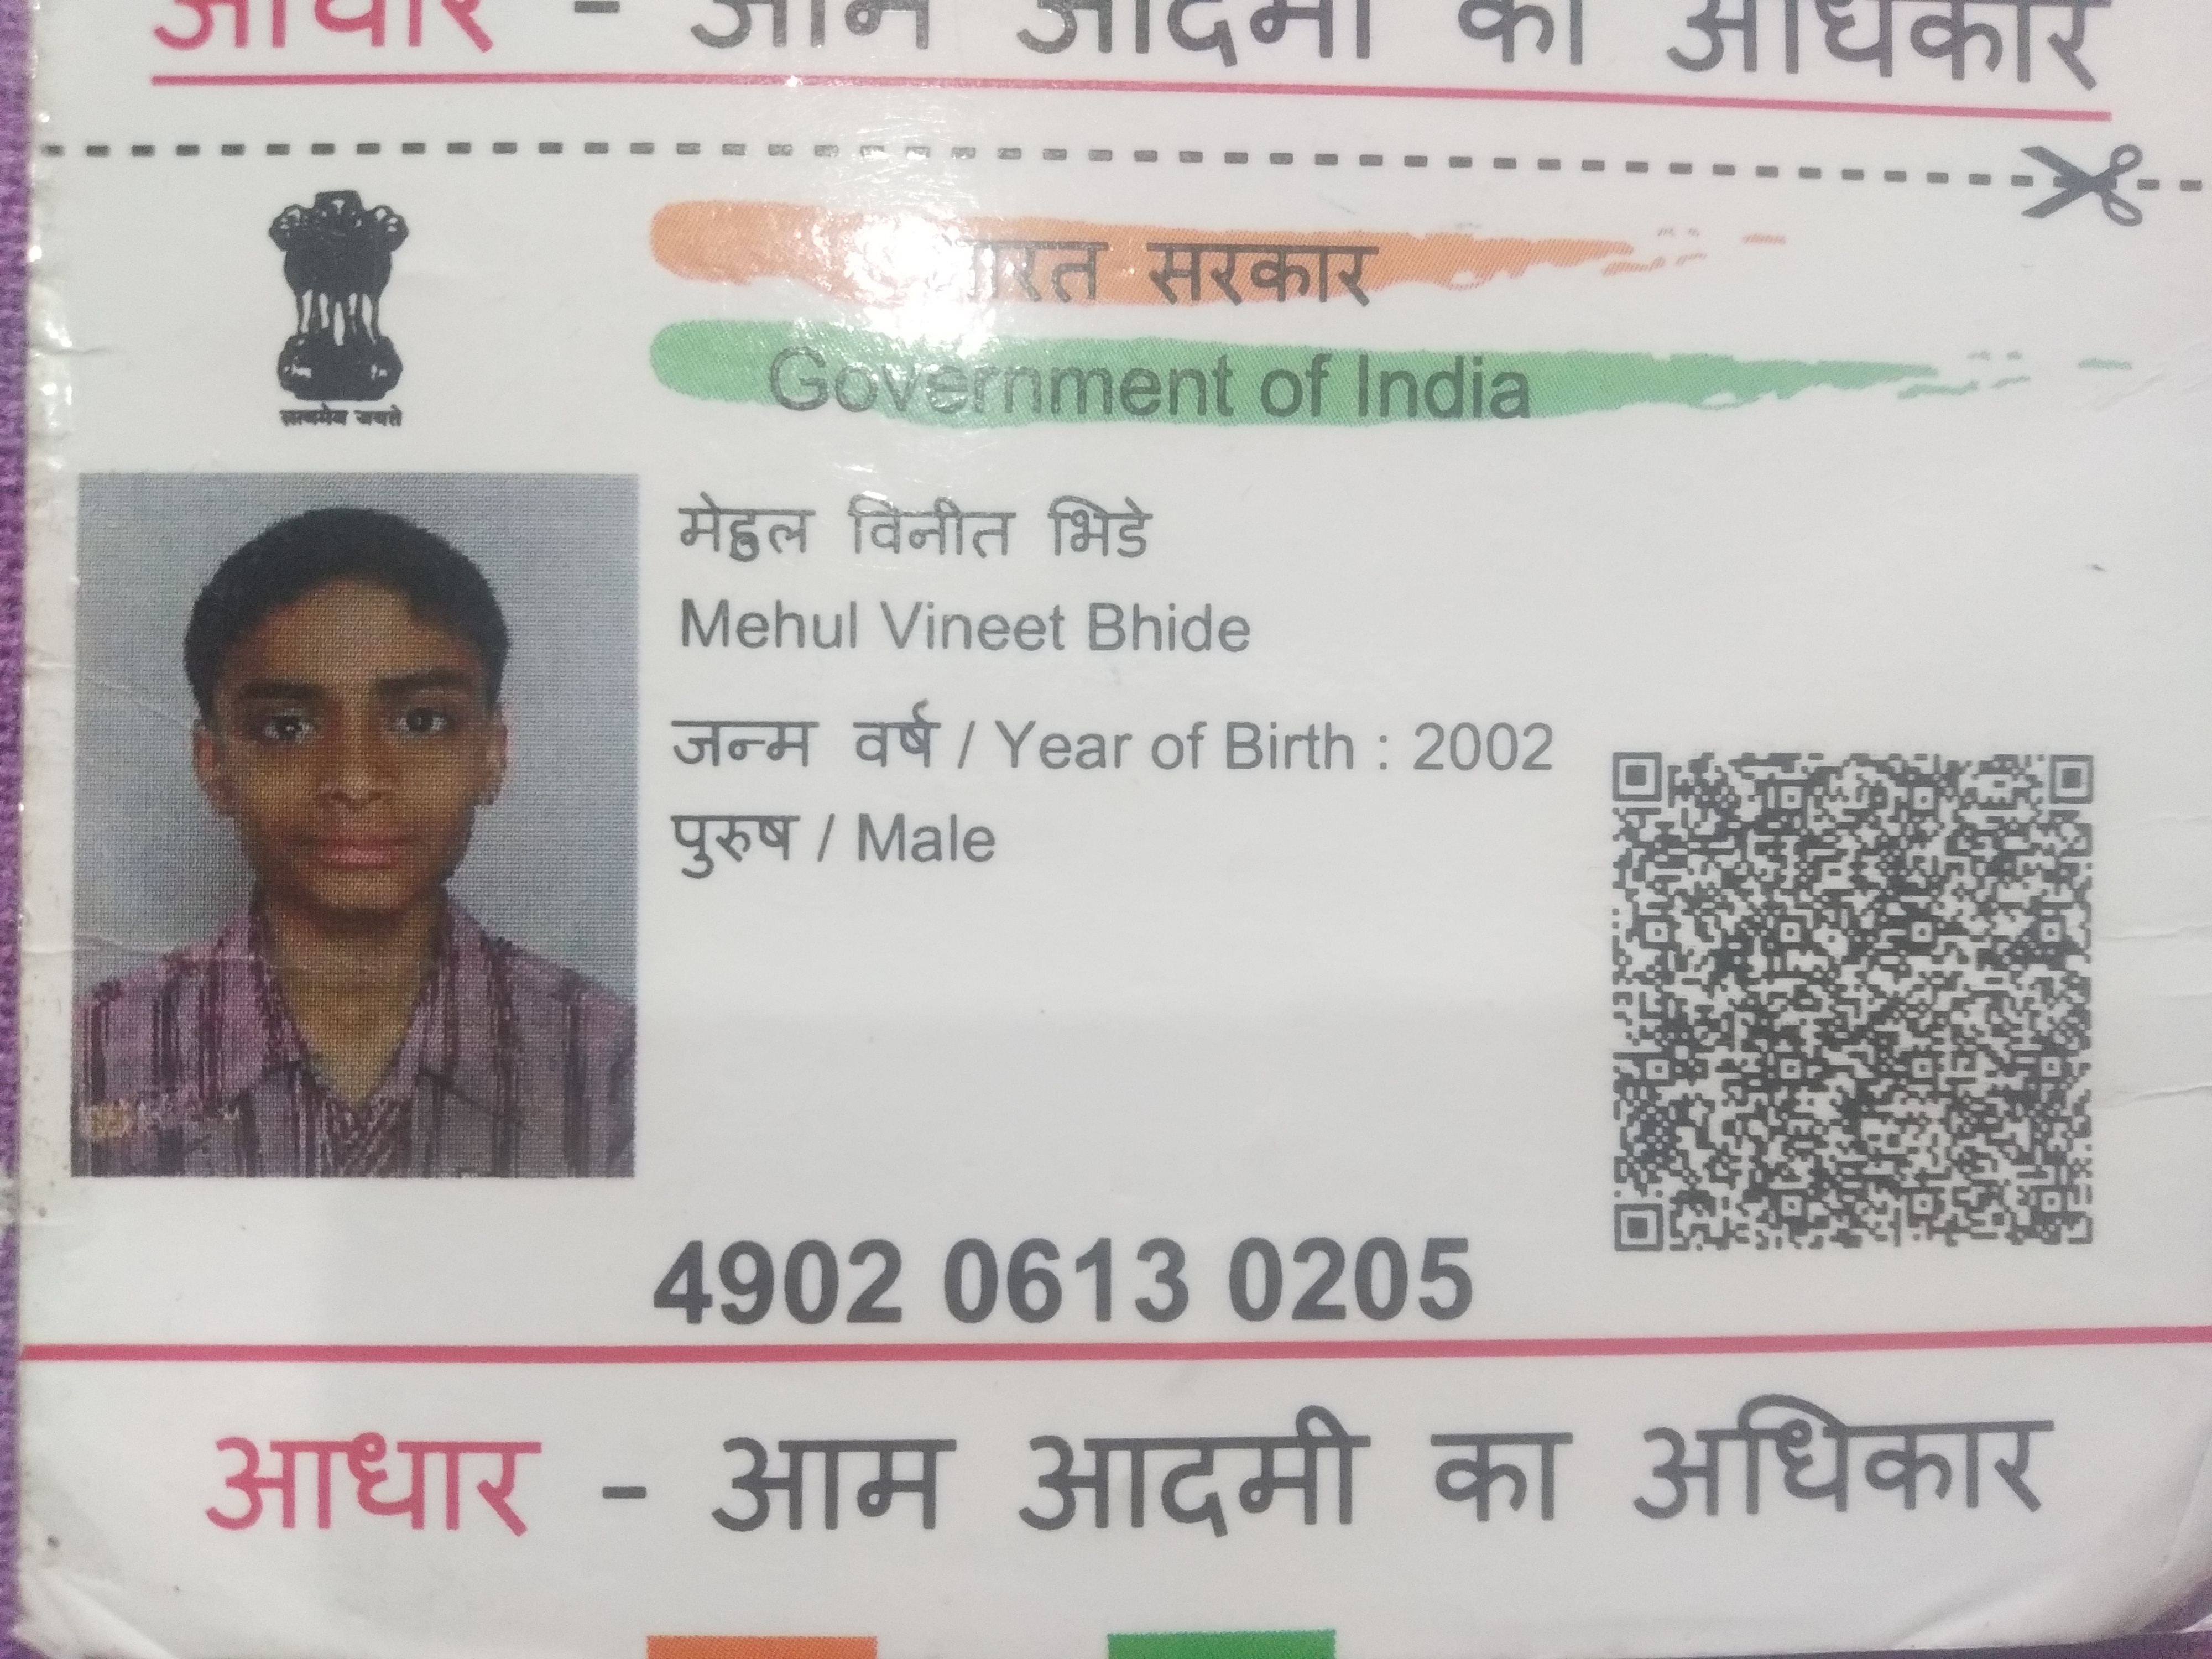 आधार - आम आदमी का अधिकार
भारत सरकार
Government of India
सत्यमेव जयते
मेहुल विनीत भिडे
Mehul Vineet Bhide
जन्म वर्ष / Year of Birth : 2002
पुरुष / Male
4902 0613 0205
आधार - आम आदमी का अधिकार